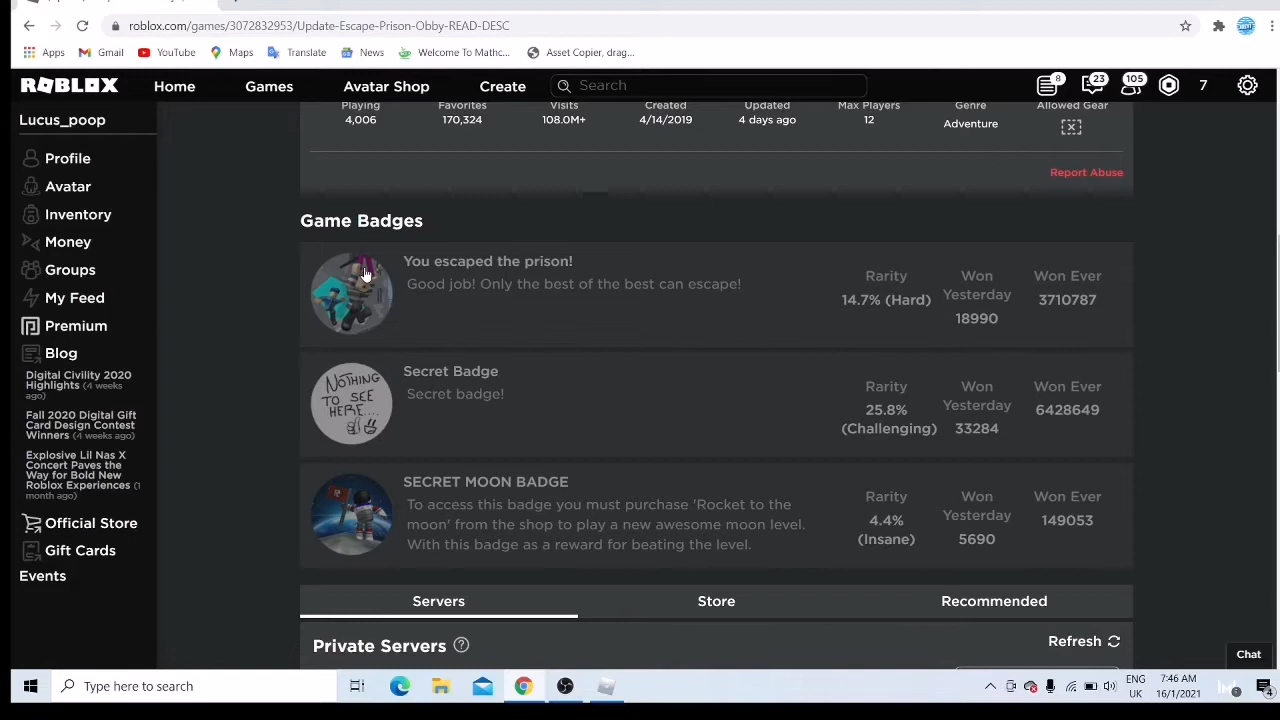 roblox.com/games/3072832953/Update-Escape-Prison-Obby-READ-DESC
Apps Gmail YouTube Maps Translate News Welcome To Mathc... Asset Copier, drag...
ROBLOX Home Games Avatar Shop Create Search 8 23 105 7
Lucus_poop
Profile
Avatar
Inventory
Money
Groups
My Feed
Premium
Blog
Digital Civility 2020
Highlights (4 weeks
ago)
Fall 2020 Digital Gift
Card Design Contest
Winners (4 weeks ago)
Explosive Lil Nas X
Concert Paves the
Way for Bold New
Roblox Experiences (1
month ago)
Official Store
Gift Cards
Events
Playing Favorites Visits Created Updated Max Players Genre Allowed Gear
4,006 170,324 108.0M+ 4/14/2019 4 days ago 12 Adventure
Report Abuse
Game Badges
You escaped the prison!
Good job! Only the best of the best can escape!
Rarity
14.7% (Hard)
Won
Yesterday
18990
Won Ever
3710787
NOTHING
TO SEE
HERE....
Secret Badge
Secret badge!
Rarity
25.8%
(Challenging)
Won
Yesterday
33284
Won Ever
6428649
SECRET MOON BADGE
To access this badge you must purchase 'Rocket to the
moon' from the shop to play a new awesome moon level.
With this badge as a reward for beating the level.
Rarity
4.4%
(Insane)
Won
Yesterday
5690
Won Ever
149053
Servers Store Recommended
Private Servers
Refresh
Chat
Type here to search
ENG
UK
7:46 AM
16/1/2021
4